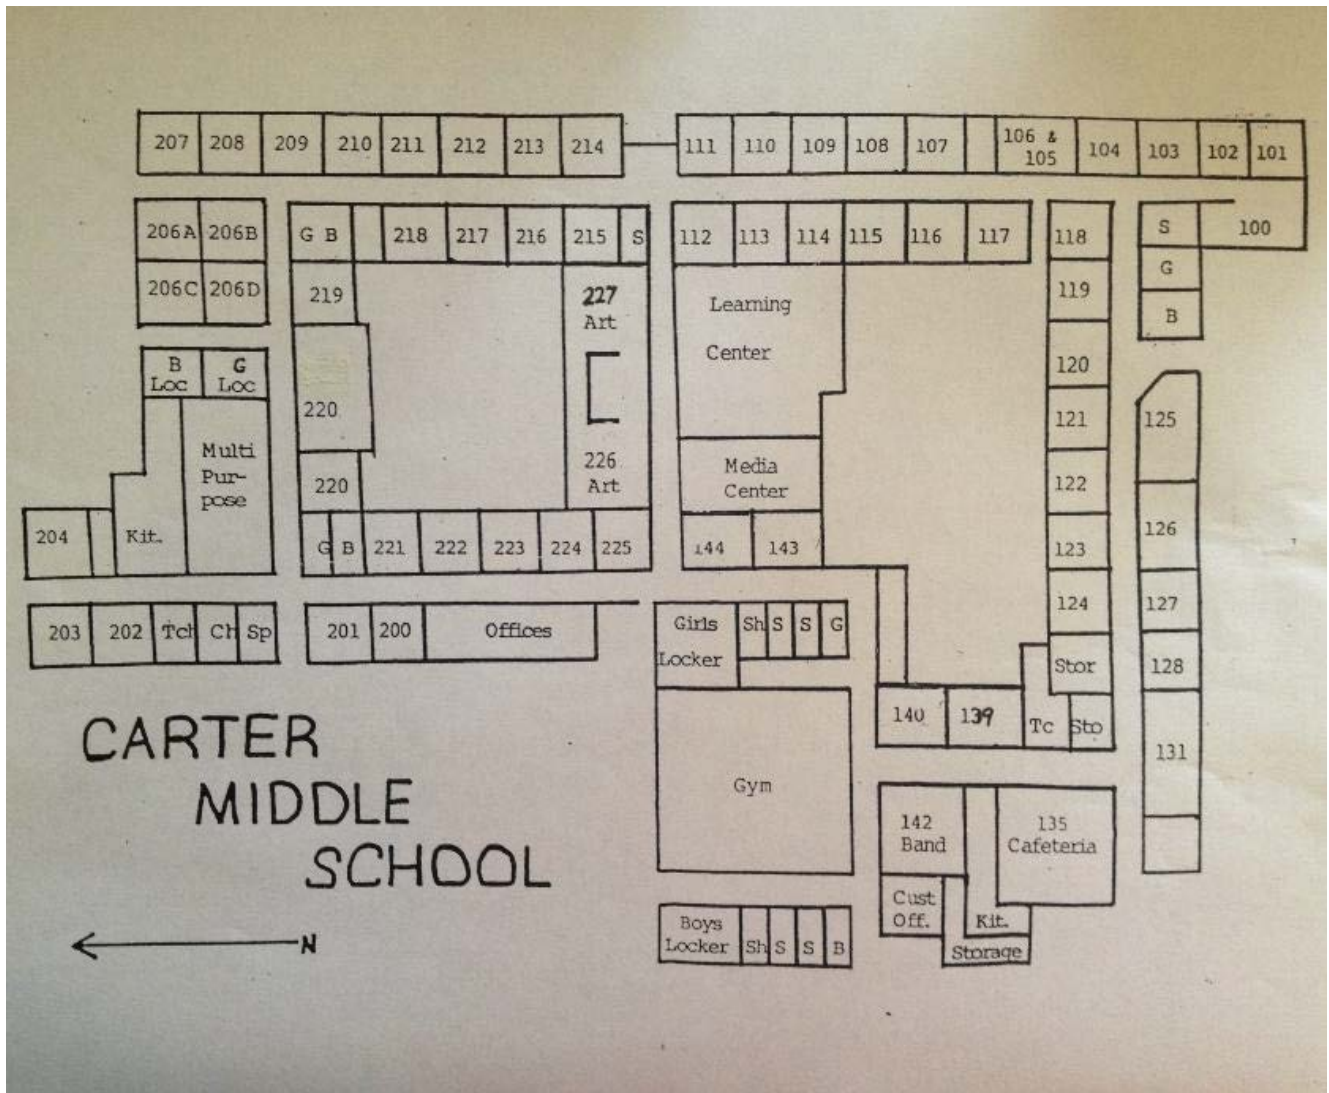 207 208 209 210 211 212 213 214 111 110 109 108 107 106 & 105 104 103 102 101
206A 206B G B 218 217 216 215 S 112 113 114 115 116 117 118 S 100
206C 206D 219 227 Art Learning Center 119 G
B
B Loc G Loc 120
220 121 125
Multi Pur- pose 226 Art Media Center
220 122
204 Kit. G B 221 222 223 224 225 144 143 123 126
203 202 Tch Ch Sp 201 200 Offices Girls Locker Sh S S G 124 127
Stor 128
CARTER
MIDDLE
SCHOOL
140 139 Tc Sto
Gym 131
142 Band 135 Cafeteria
N
Boys Locker Sh S S B Cust Off. Kit.
Storage